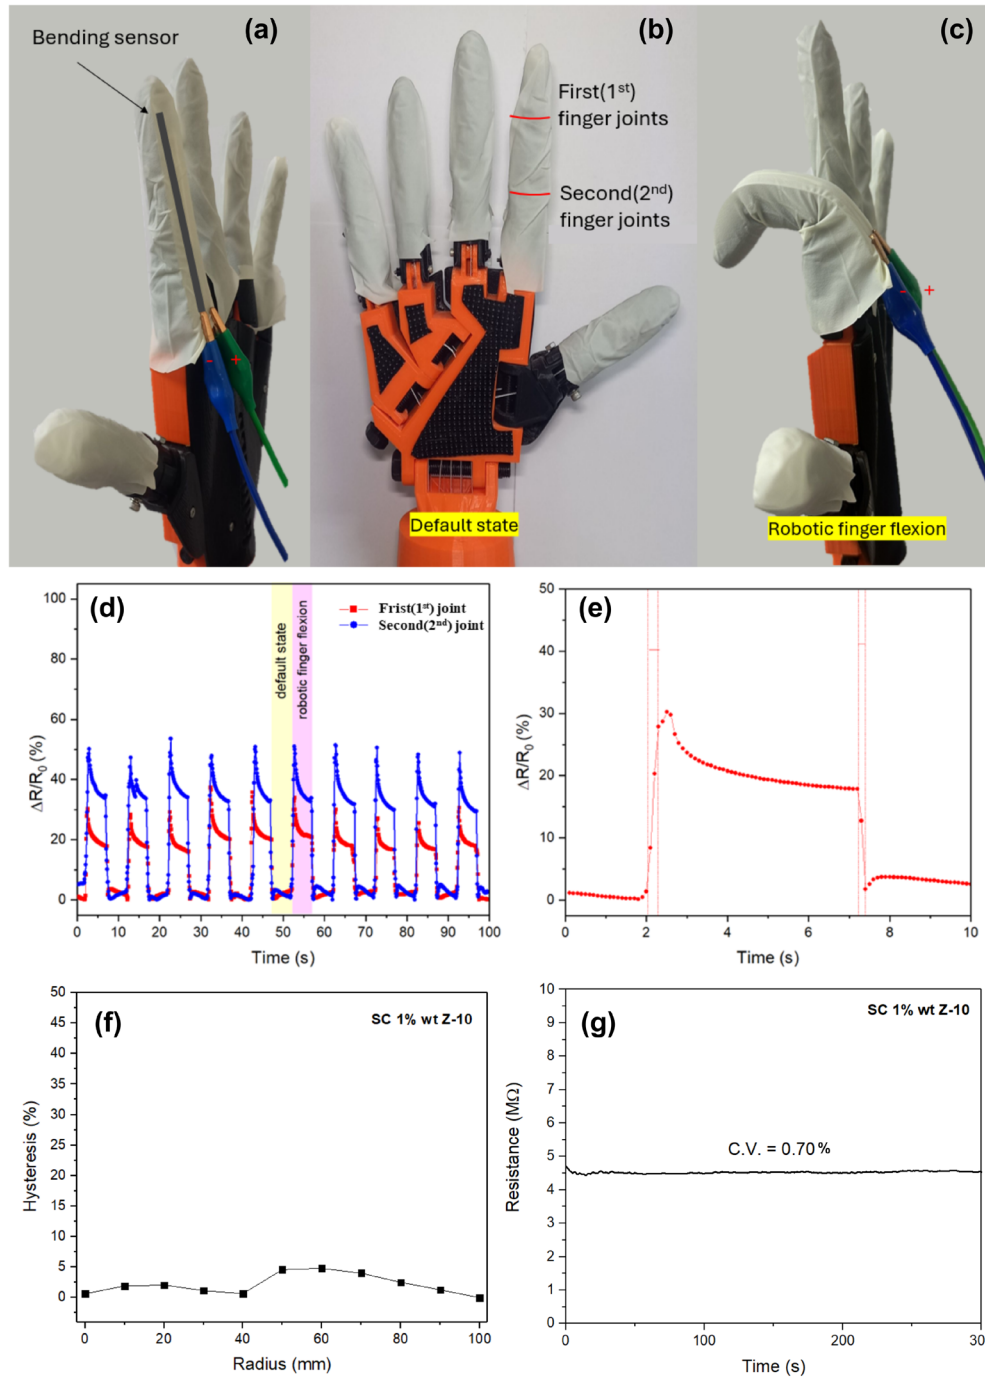 (a)
Bending sensor
- +
(b)
First(1st)
finger joints
Second(2nd)
finger joints
Default state
(c)
- +
Robotic finger flexion
(d)
100
80
60
40
20
0
ΔR/R0 (%)
0 10 20 30 40 50 60 70 80 90 100
Time (s)
default state
robotic finger flexion
Frist(1st) joint
Second(2nd) joint
(e)
50
40
30
20
10
0
ΔR/R0 (%)
0 2 4 6 8 10
Time (s)
(f)
SC 1% wt Z-10
50
45
40
35
30
25
20
15
10
5
0
Hysteresis (%)
0 20 40 60 80 100
Radius (mm)
(g)
SC 1% wt Z-10
10
9
8
7
6
5
4
3
2
1
0
Resistance (MΩ)
C.V. = 0.70%
0 100 200 30
Time (s)